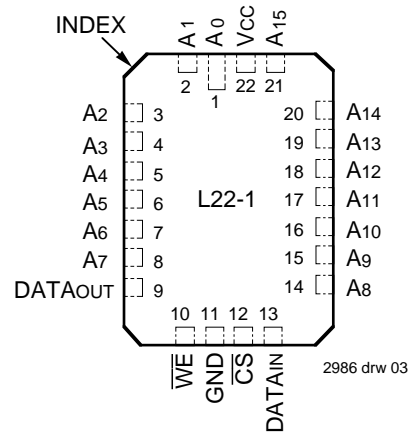 INDEX
A1 A0 VCC A15
2 1 22 21
A2 3 20 A14
A3 4 19 A13
A4 5 18 A12
A5 6 L22-1 17 A11
A6 7 16 A10
A7 8 15 A9
DATAOUT 9 14 A8
10 11 12 13
W̅E̅ GND C̅S̅ DATAIN
2986 drw 03